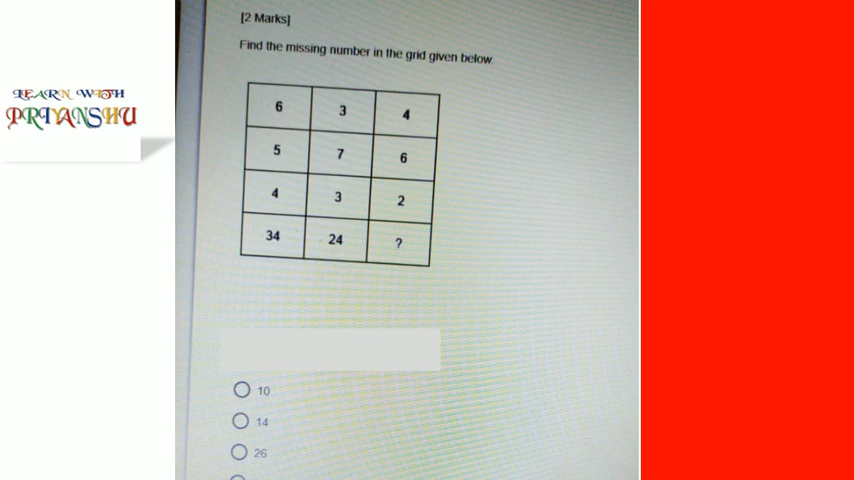 LEARN WITH
PRIYANSHU
[2 Marks]
Find the missing number in the grid given below.
6 3 4
5 7 6
4 3 2
34 24 ?
10
14
26